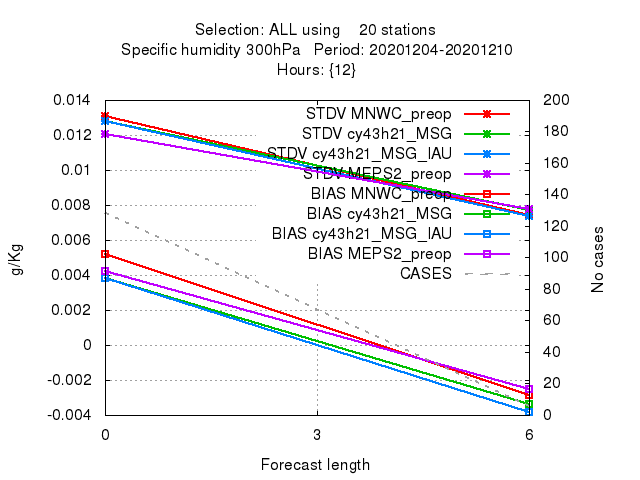 Selection: ALL using    20 stations
Specific humidity 300hPa   Period: 20201204-20201210
Hours: {12}
0.014
0.012
0.01
0.008
0.006
0.004
0.002
0
-0.002
-0.004
g/Kg
STDV MNWC_preop
STDV cy43h21_MSG
STDV cy43h21_MSG_IAU
STDV MEPS2_preop
BIAS MNWC_preop
BIAS cy43h21_MSG
BIAS cy43h21_MSG_IAU
BIAS MEPS2_preop
CASES
200
180
160
140
120
100
80
60
40
20
0
No cases
0 3 6
Forecast length